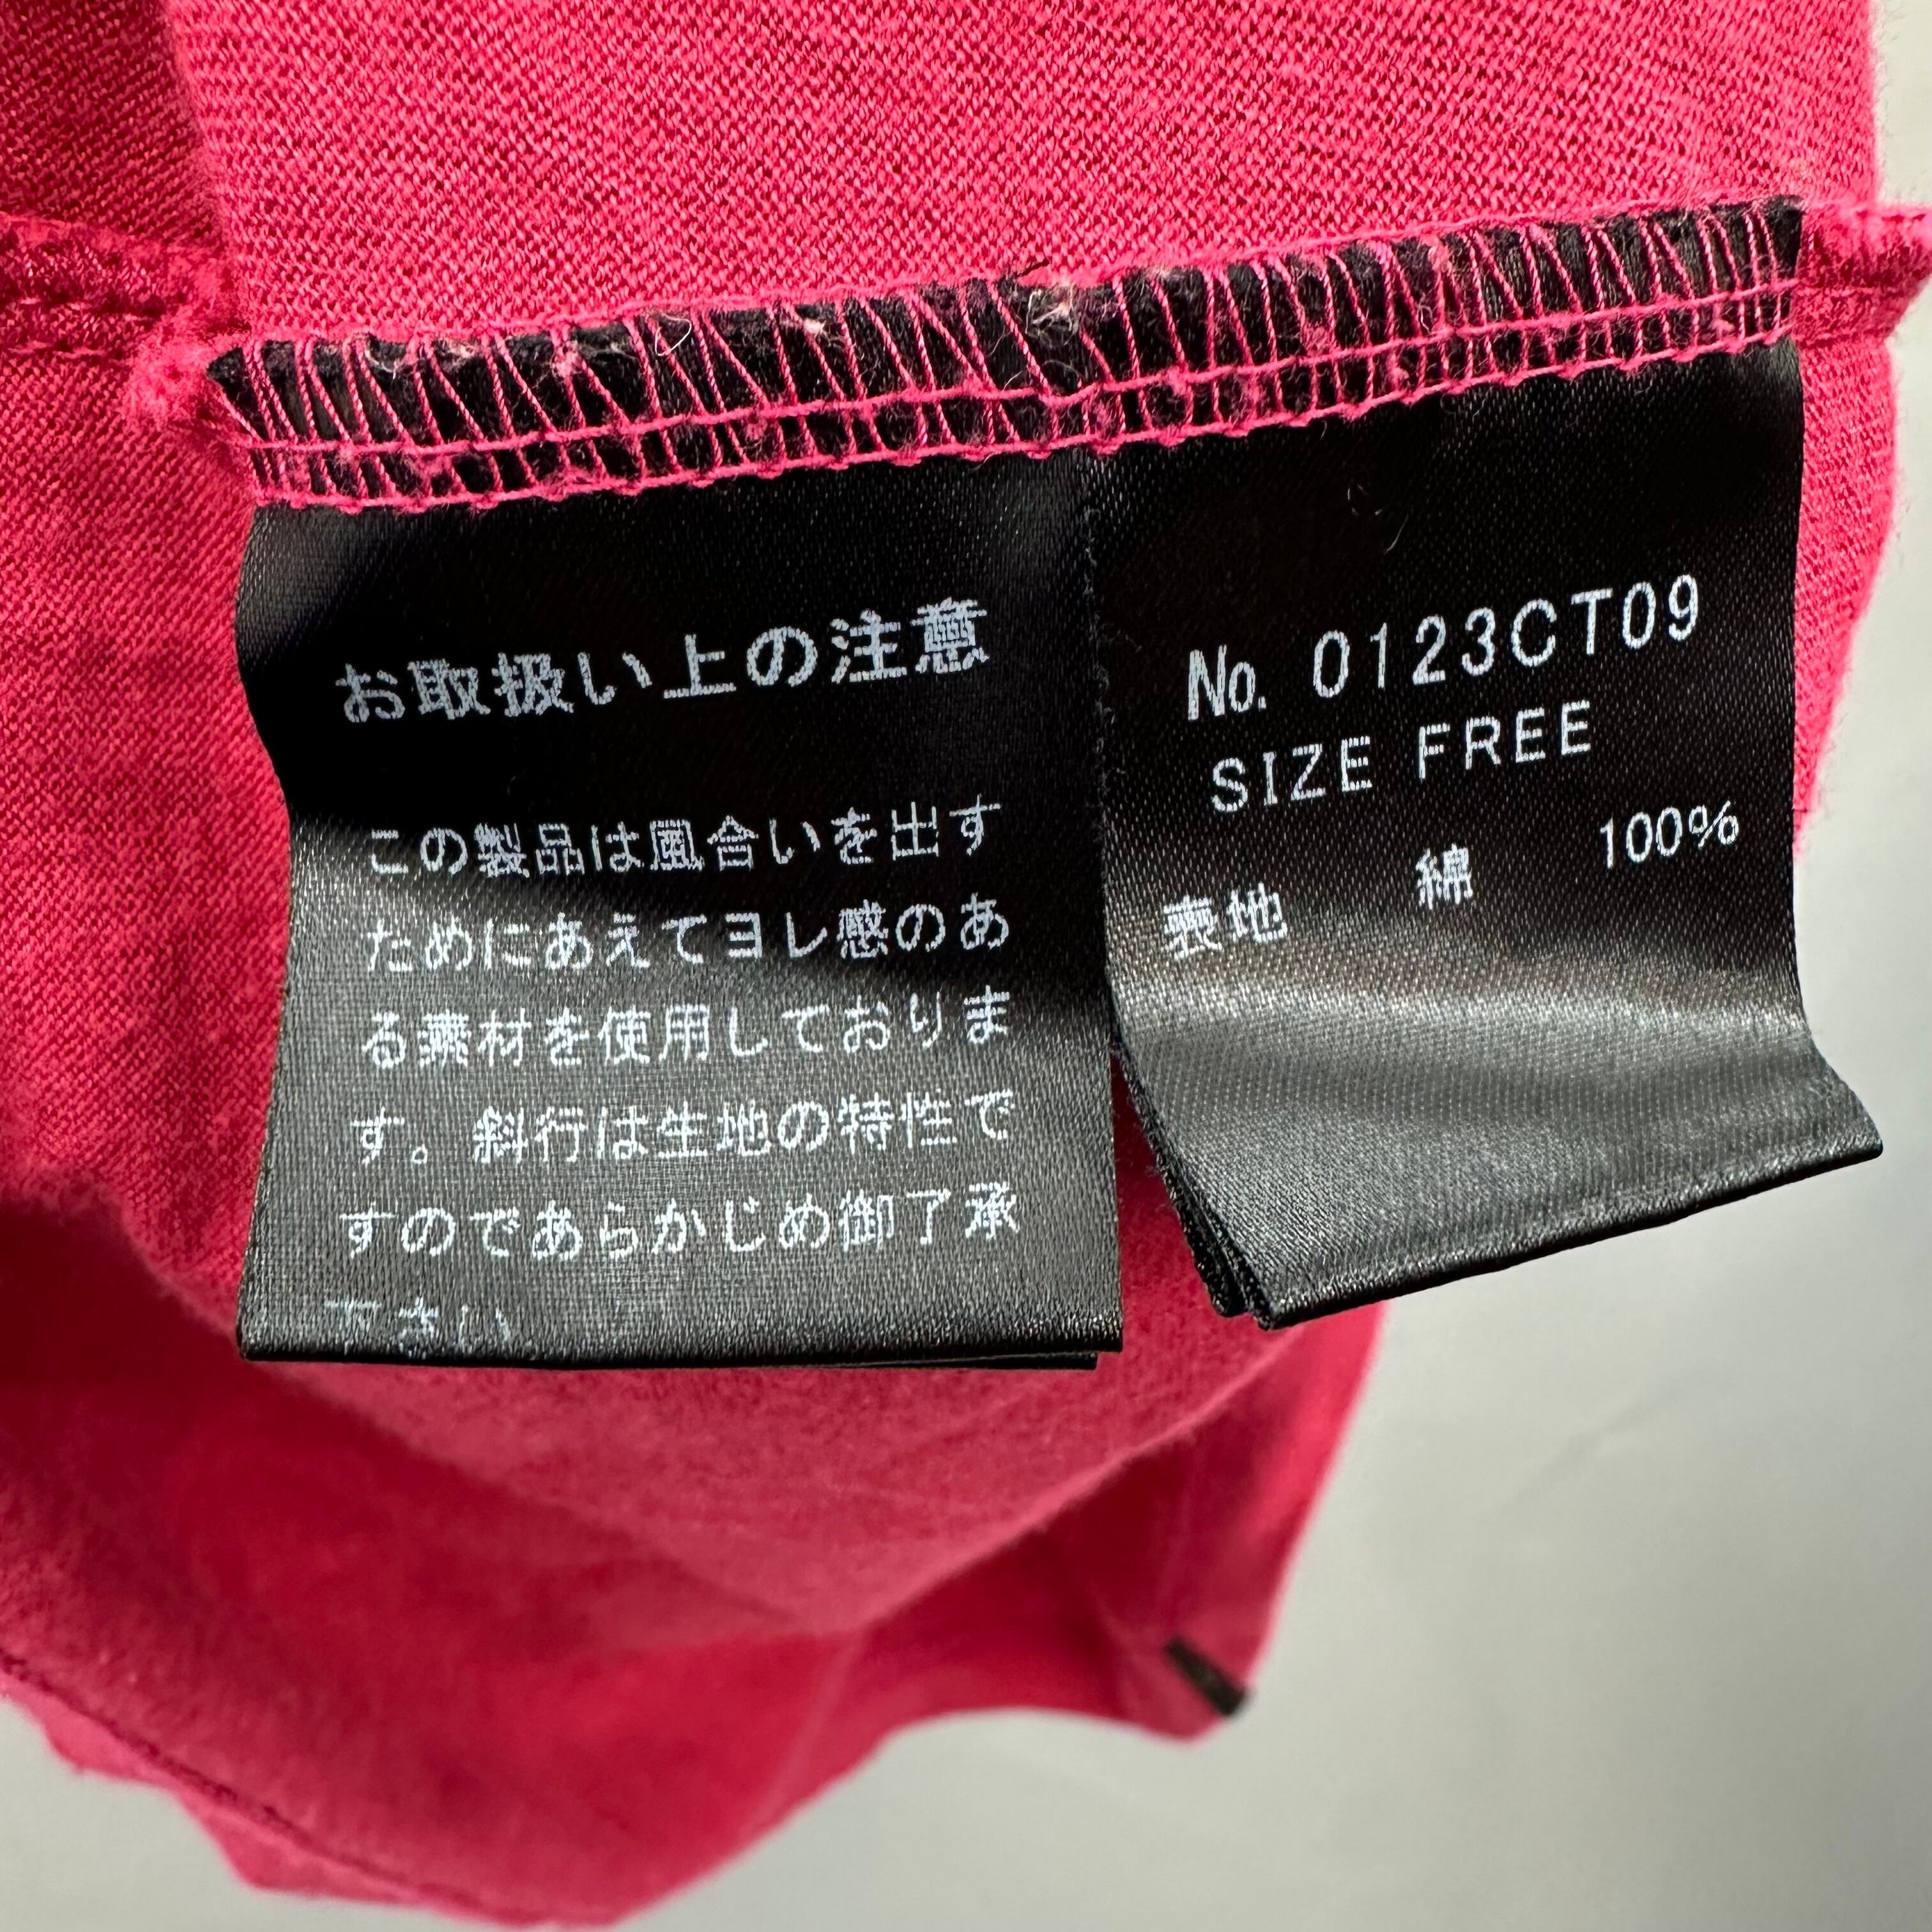 お取扱い上の注意
この製品は風合いを出す
ためにあえてヨレ感のあ
る素材を使用しておりま
す。斜行は生地の特性で
すのであらかじめ御了承
下さい
No. 0123CT09
SIZE FREE
表地 綿 100%